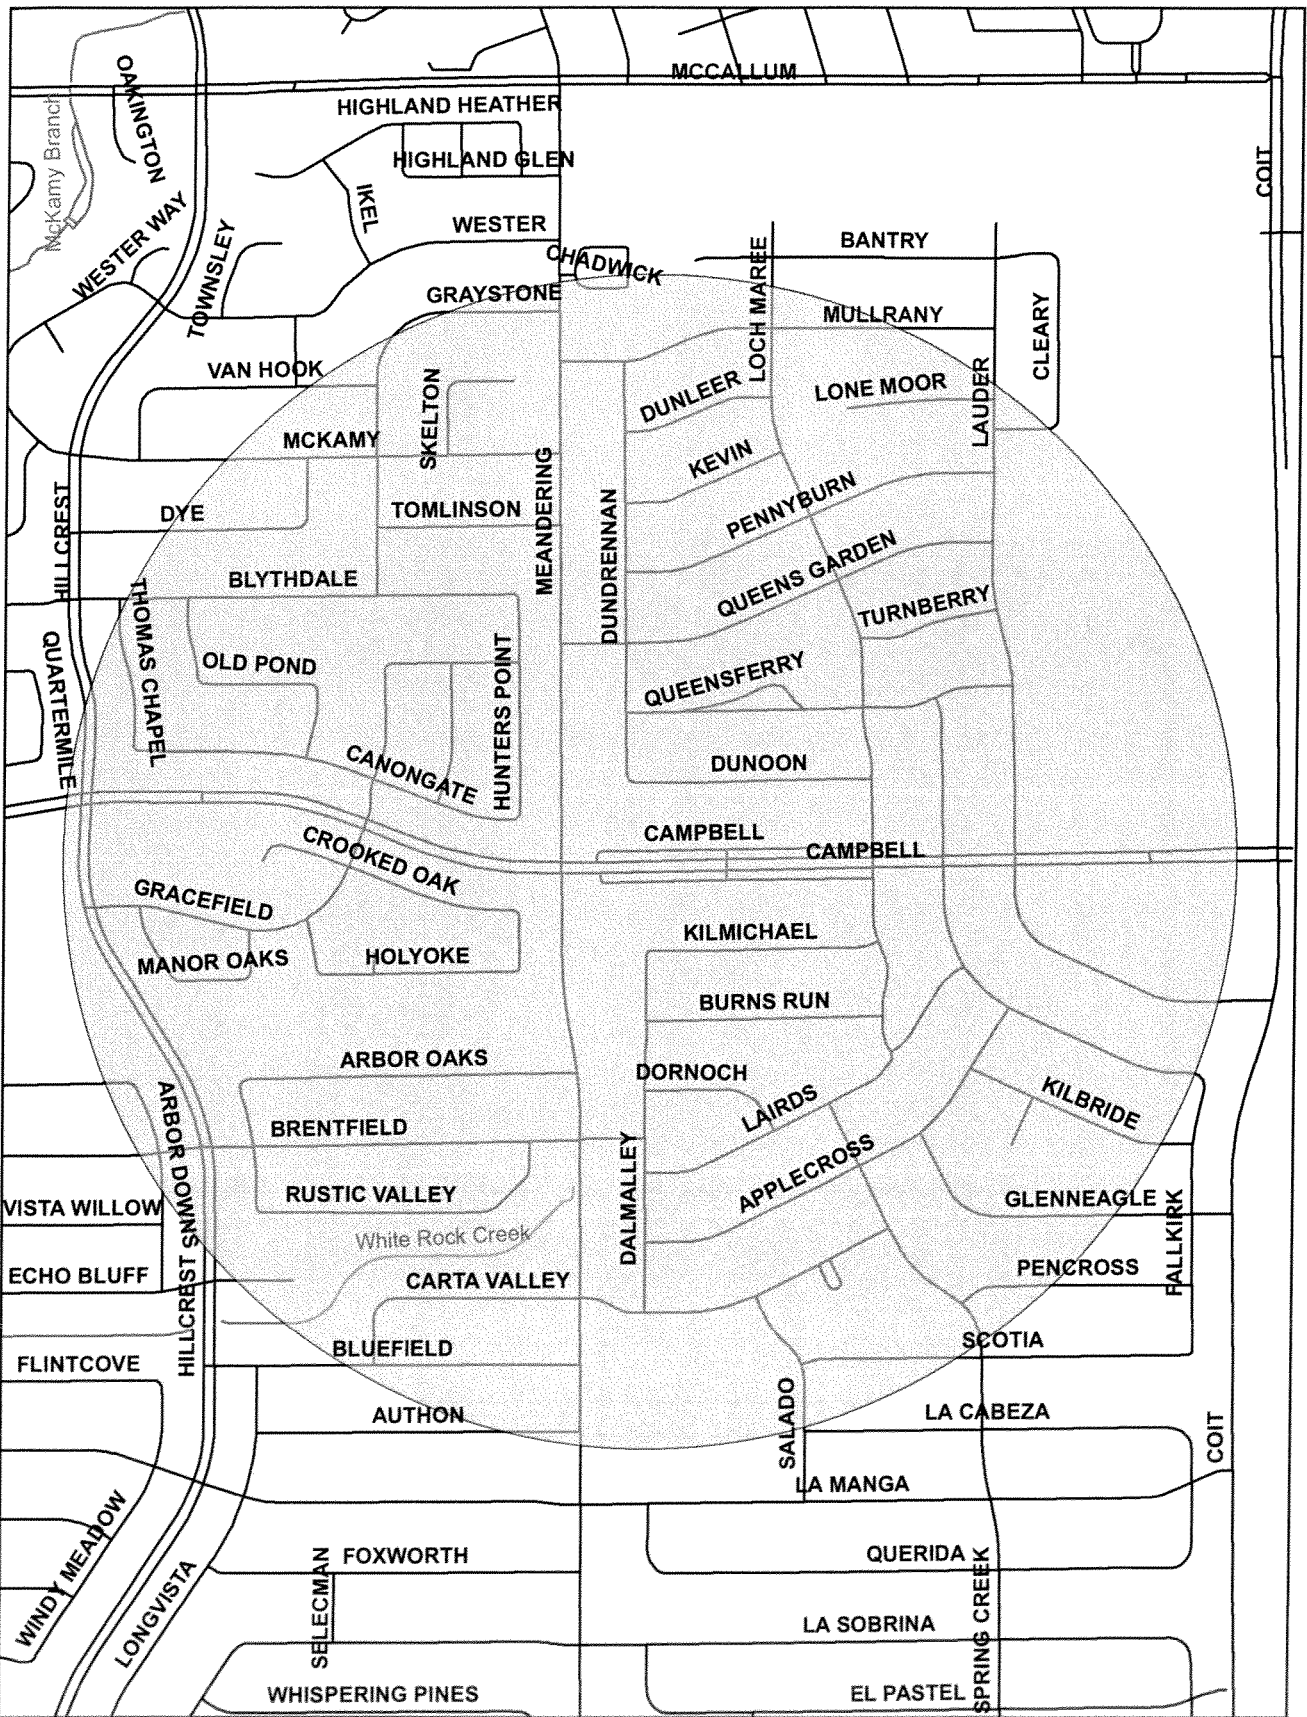 MCCALLUM
OAKINGTON
McKamy Branch
HIGHLAND HEATHER
HIGHLAND GLEN
COIT
IKEL
WESTER WAY
TOWNSLEY
WESTER
CHADWICK
LOCH MAREE
BANTRY
GRAYSTONE
MULLRANY
CLEARY
VAN HOOK
SKELTON
DUNLEER
LONE MOOR
LAUDER
MCKAMY
KEVIN
MEANDERING
HILLCREST
DYE
TOMLINSON
DUNDRENNAN
PENNYBURN
QUEENS GARDEN
BLYTHDALE
THOMAS CHAPEL
TURNBERRY
QUARTERMILE
OLD POND
HUNTERS POINT
QUEENSFERRY
CANONGATE
DUNOON
CAMPBELL
CAMPBELL
CROOKED OAK
GRACEFIELD
KILMICHAEL
MANOR OAKS
HOLYOKE
BURNS RUN
ARBOR OAKS
DORNOCH
LAIRDS
KILBRIDE
ARBOR DOWNS
BRENTFIELD
DALMALLEY
APPLECROSS
VISTA WILLOW
RUSTIC VALLEY
GLENNEAGLE
FALLKIRK
White Rock Creek
ECHO BLUFF
HILLCREST
CARTA VALLEY
PENCROSS
FLINTCOVE
BLUEFIELD
SCOTIA
AUTHON
SALADO
LA CABEZA
COIT
LA MANGA
WINDY MEADOW
LONGVISTA
SELECMAN
FOXWORTH
QUERIDA
SPRING CREEK
LA SOBRINA
WHISPERING PINES
EL PASTEL